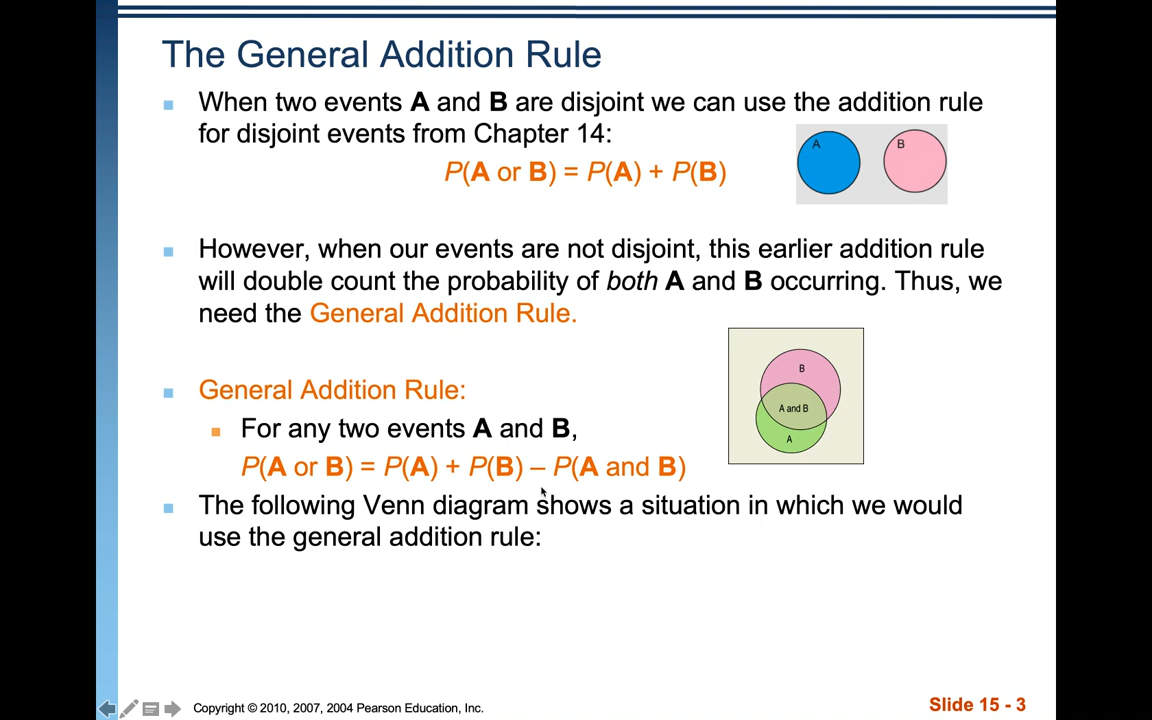 The General Addition Rule
When two events A and B are disjoint we can use the addition rule
for disjoint events from Chapter 14:
P(A or B) = P(A) + P(B)
A
B
However, when our events are not disjoint, this earlier addition rule
will double count the probability of both A and B occurring. Thus, we
need the General Addition Rule.
General Addition Rule:
For any two events A and B,
P(A or B) = P(A) + P(B) – P(A and B)
B
A and B
A
The following Venn diagram shows a situation in which we would
use the general addition rule:
Copyright © 2010, 2007, 2004 Pearson Education, Inc.
Slide 15 - 3